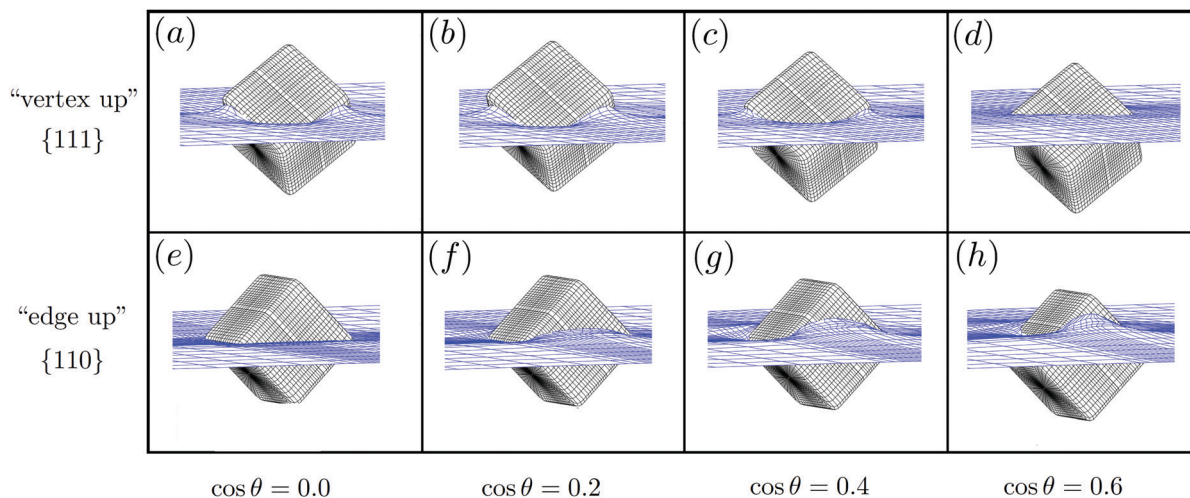 (a) (b) (c) (d)
“vertex up”
{111}
(e) (f) (g) (h)
“edge up”
{110}
cos θ = 0.0 cos θ = 0.2 cos θ = 0.4 cos θ = 0.6